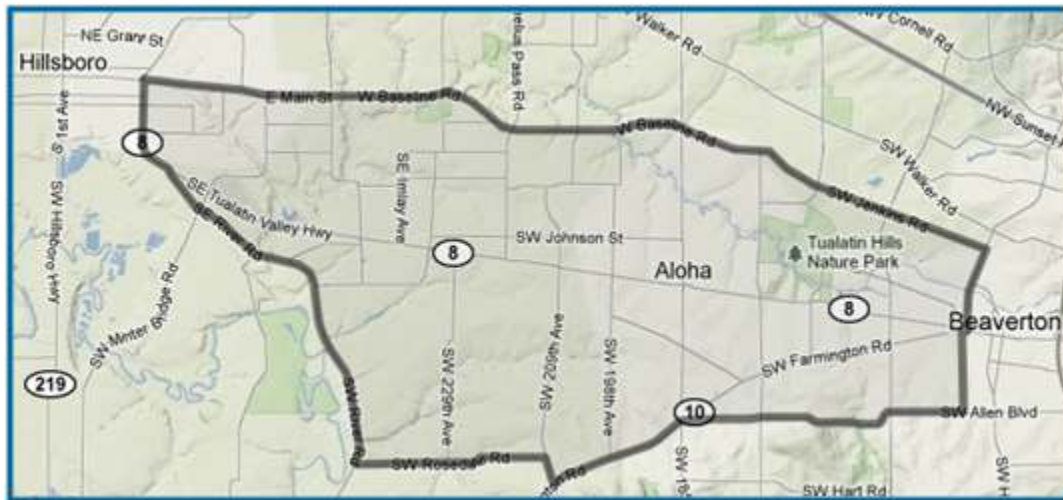 NE Grant St
Hillsboro
S 1st Ave
E Main St
W Baseline Rd
Pass Rd
SW Walker Rd
NW Cornell Rd
NW Sunset
8
W Baseline Rd
SW Walker Rd
SE Imlay Ave
SE Tualatin Valley Hwy
SE River Rd
SW Hillsboro Hwy
SW Jenkins Rd
SW Johnson St
8
Aloha
Tualatin Hills
Nature Park
8
Beaverton
SW Minter Bridge Rd
219
SW 229th Ave
SW 209th Ave
SW 198th Ave
SW Farmington Rd
SW River Rd
10
SW Allen Blvd
SW Rosedale Rd
SW Hart Rd